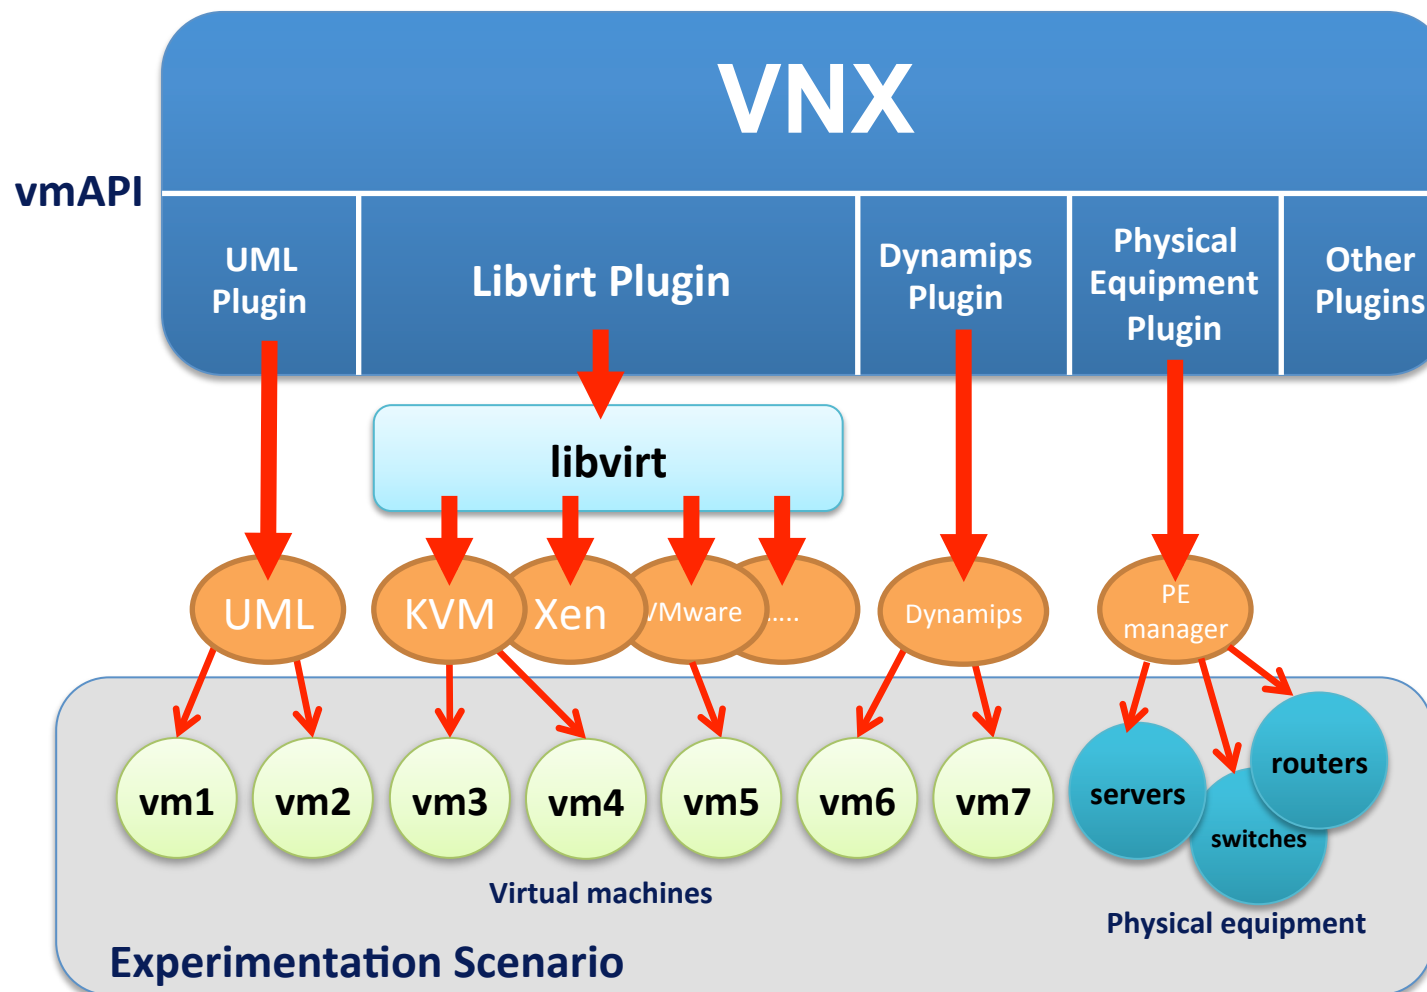 VNX
vmAPI
UML
Plugin
Libvirt Plugin
Dynamips
Plugin
Physical
Equipment
Plugin
Other
Plugins
libvirt
UML
KVM
Xen
VMware
.....
Dynamips
PE
manager
vm1
vm2
vm3
vm4
vm5
vm6
vm7
servers
switches
routers
Virtual machines
Physical equipment
Experimentation Scenario